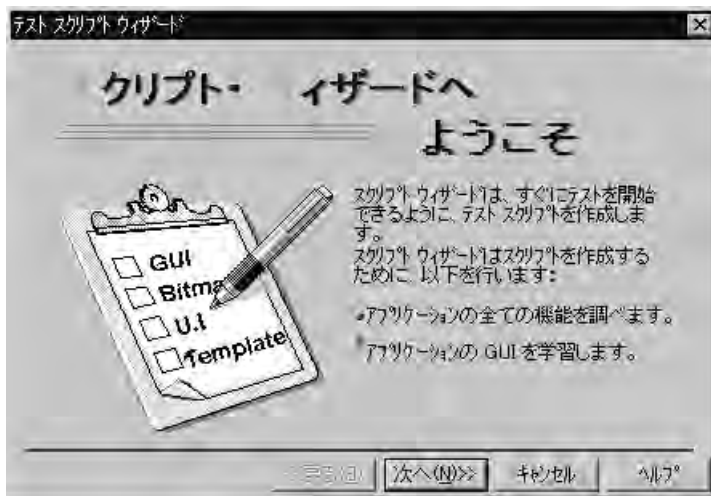 テスト スクリプト ウィザード
クリプト・ ィザードへ
ようこそ
スクリプト ウィザードは、すぐにテストを開始
できるように、テスト スクリプトを作成しま
す。
スクリプト ウィザードはスクリプトを作成する
ために、以下を行います:
アプリケーションの全ての機能を調べます。
アプリケーションの GUI を学習します。
GUI
Bitma
U.I
Template
次へ(N)>> キャンセル ヘルプ